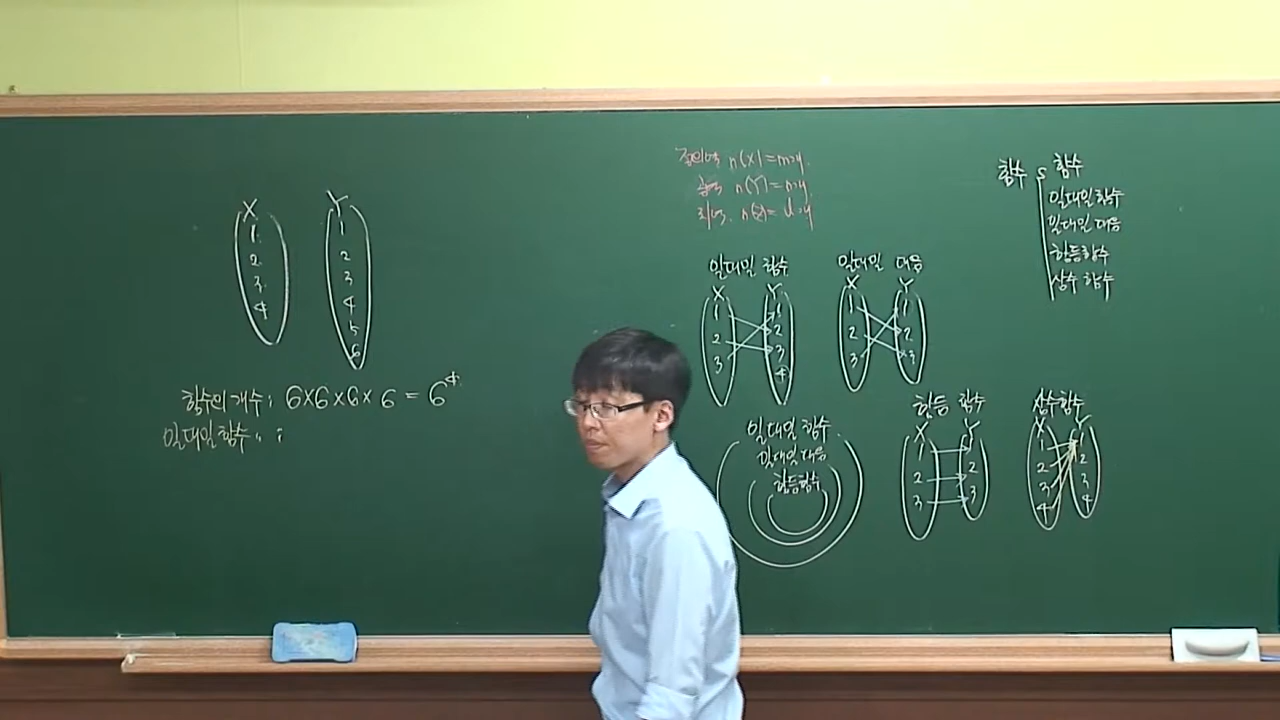 X Y
1 1
2 2
3 3
4 4
5
6
함수의 개수 : 6×6×6×6 = 6⁴
일대일 함수 〃 :
정의역 n(X)=m개
n(Y)=n개
치역
일대일 함수
X Y
1 1
2 2
3 3
4
일대일 대응
X Y
1 1
2 2
3 3
일대일 함수
일대일 대응
항등함수
항등 함수
X Y
1 1
2 2
3 3
상수함수
X Y
1 1
2 2
3 3
4 4
함수 함수
일대일 함수
일대일 대응
항등함수
상수 함수